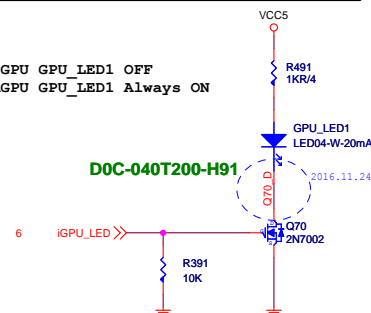 VCC5
R491
1KR/4
GPU GPU_LED1 OFF
GPU GPU_LED1 Always ON
GPU_LED1
LED04-W-20mA
D0C-040T200-H91
Q70_D
2016.11.24
6
iGPU_LED
Q70
2N7002
R391
10K